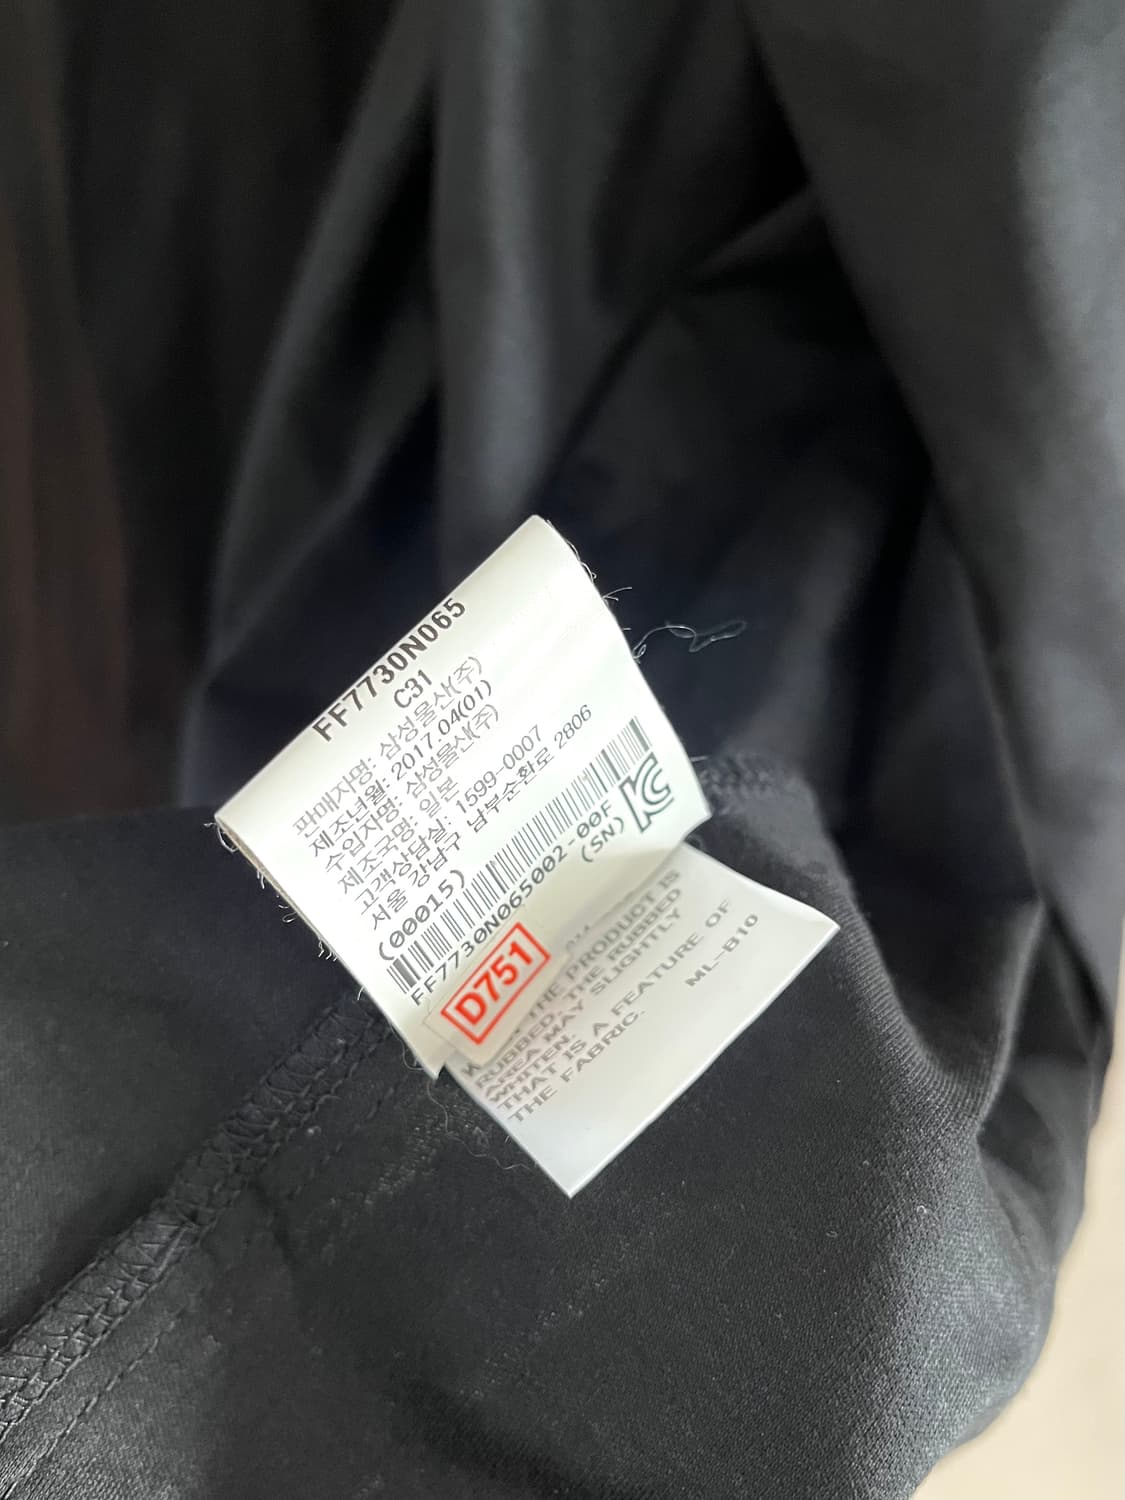 FF7730N065
C31
판매자명: 삼성물산(주)
제조년월: 2017.04(01)
수입자명: 삼성물산(주)
제조국명: 일본
고객상담실: 1599-0007
서울 강남구 남부순환로 2806
(00015)
FF7730N065002-00F
(SN)
D751
THE PRODUCT IS
RUBBED, THE RUBBED
AREA MAY SLIGHTLY
WHITEN.
THAT IS A FEATURE OF
THE FABRIC.
ML-B10